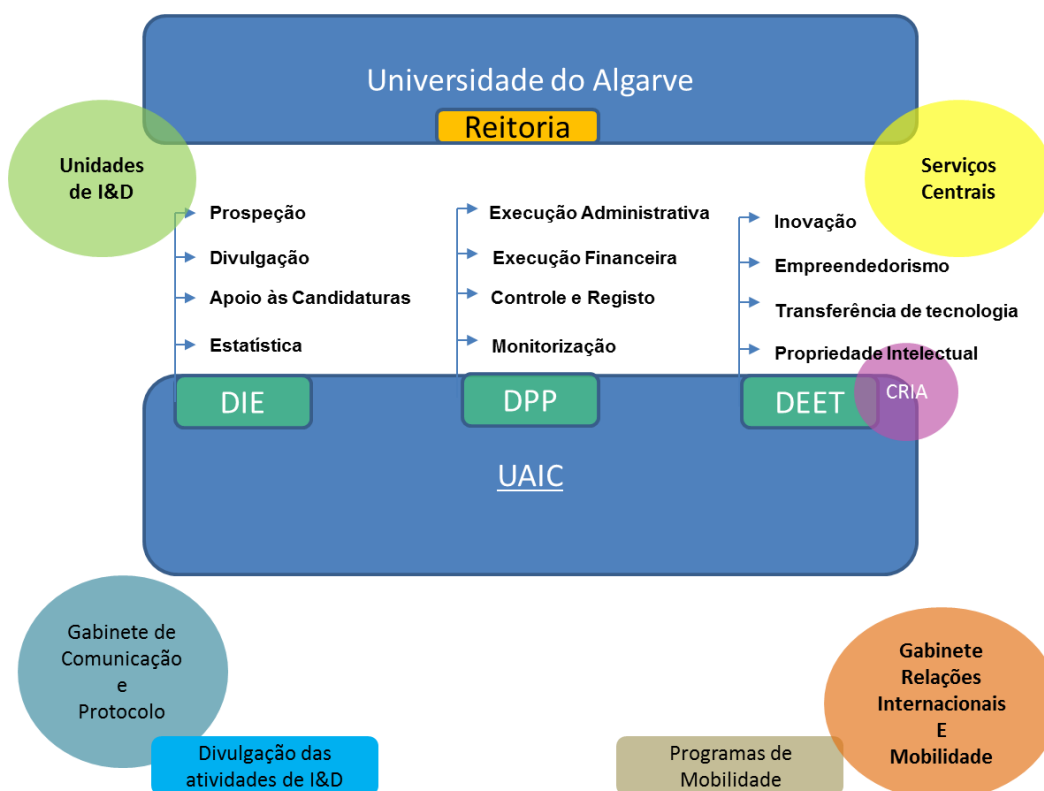 Universidade do Algarve
Reitoria
Unidades
de I&D
Serviços
Centrais
Prospeção
Divulgação
Apoio às Candidaturas
Estatística
Execução Administrativa
Execução Financeira
Controle e Registo
Monitorização
Inovação
Empreendedorismo
Transferência de tecnologia
Propriedade Intelectual
DIE
DPP
DEET
CRIA
UAIC
Gabinete de
Comunicação
e
Protocolo
Divulgação das
atividades de I&D
Programas de
Mobilidade
Gabinete
Relações
Internacionais
E
Mobilidade